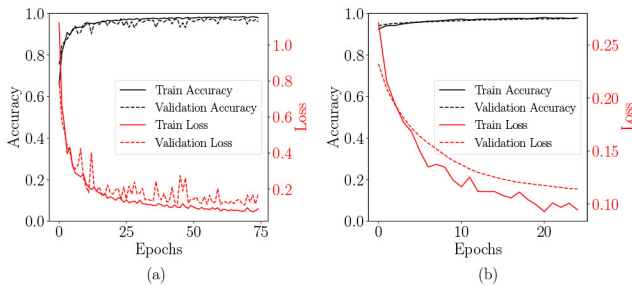 1.0
0.8
0.6
0.4
0.2
0.0
Accuracy
1.0
0.8
0.6
0.4
0.2
Loss
Train Accuracy
Validation Accuracy
Train Loss
Validation Loss
0 25 50 75
Epochs
(a)
1.0
0.8
0.6
0.4
0.2
0.0
Accuracy
0.25
0.20
0.15
0.10
Loss
Train Accuracy
Validation Accuracy
Train Loss
Validation Loss
0 10 20
Epochs
(b)